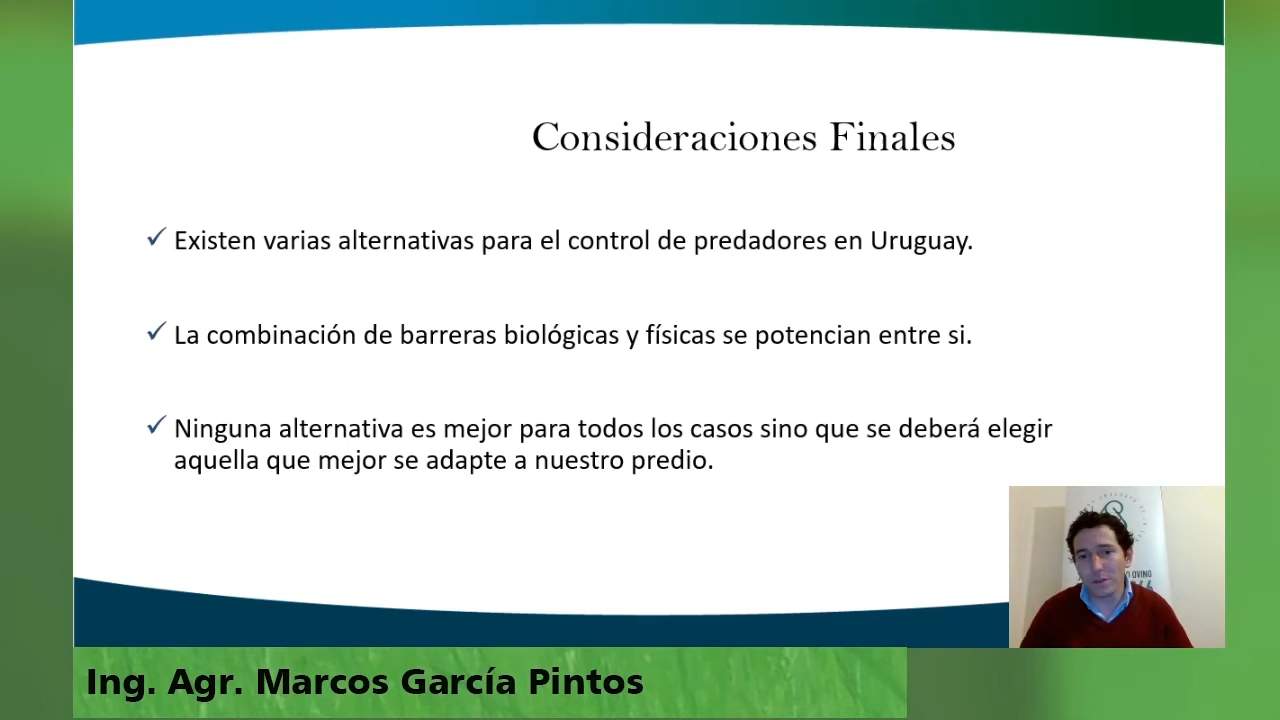 Consideraciones Finales
✓ Existen varias alternativas para el control de predadores en Uruguay.
✓ La combinación de barreras biológicas y físicas se potencian entre si.
✓ Ninguna alternativa es mejor para todos los casos sino que se deberá elegir
aquella que mejor se adapte a nuestro predio.
OVINO
Ing. Agr. Marcos García Pintos